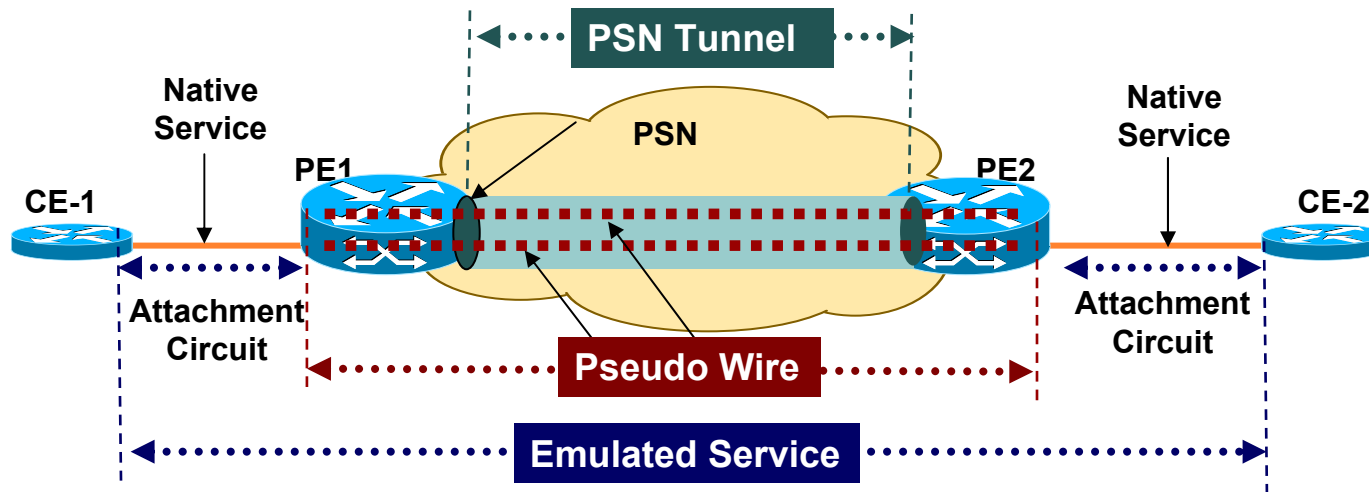 PSN Tunnel
Native
Service
PSN
Native
Service
PE1
PE2
CE-1
CE-2
Attachment
Circuit
Attachment
Circuit
Pseudo Wire
Emulated Service